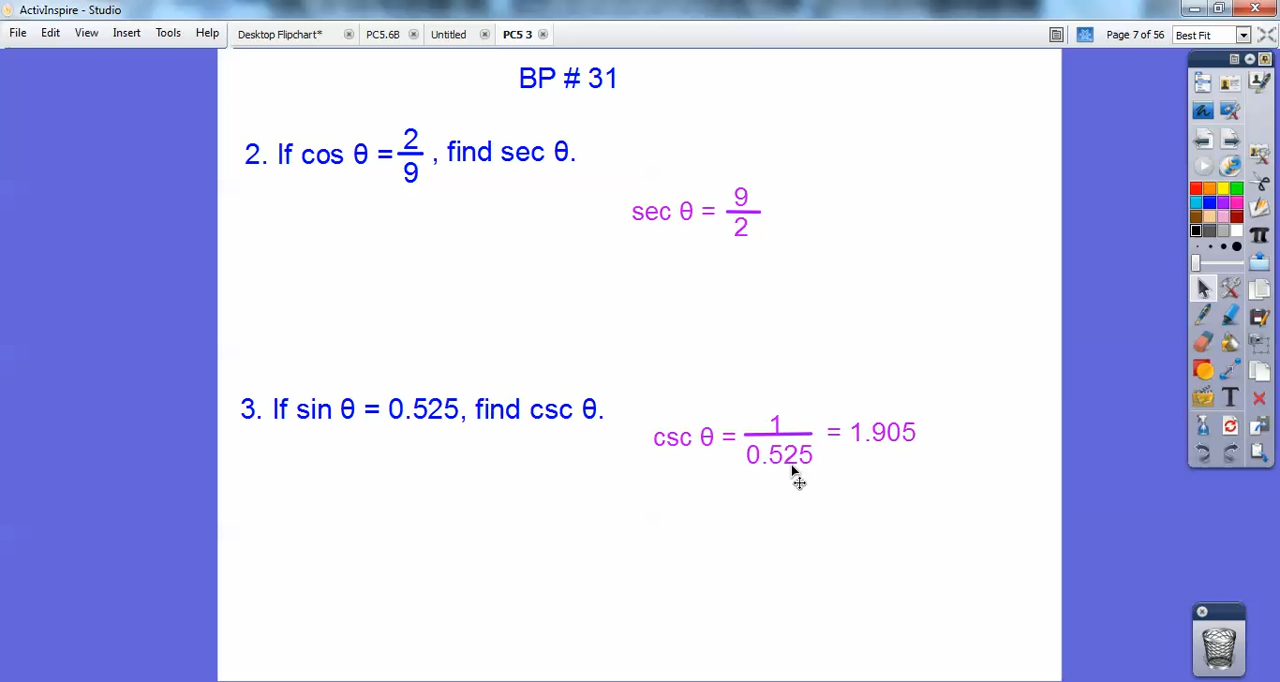 ActivInspire - Studio
File Edit View Insert Tools Help Desktop Flipchart* PC5.6B Untitled PC5 3 Page 7 of 56 Best Fit
BP # 31
2. If cos θ = 2/9 , find sec θ.
sec θ = 9/2
3. If sin θ = 0.525, find csc θ.
csc θ = 1/0.525 = 1.905